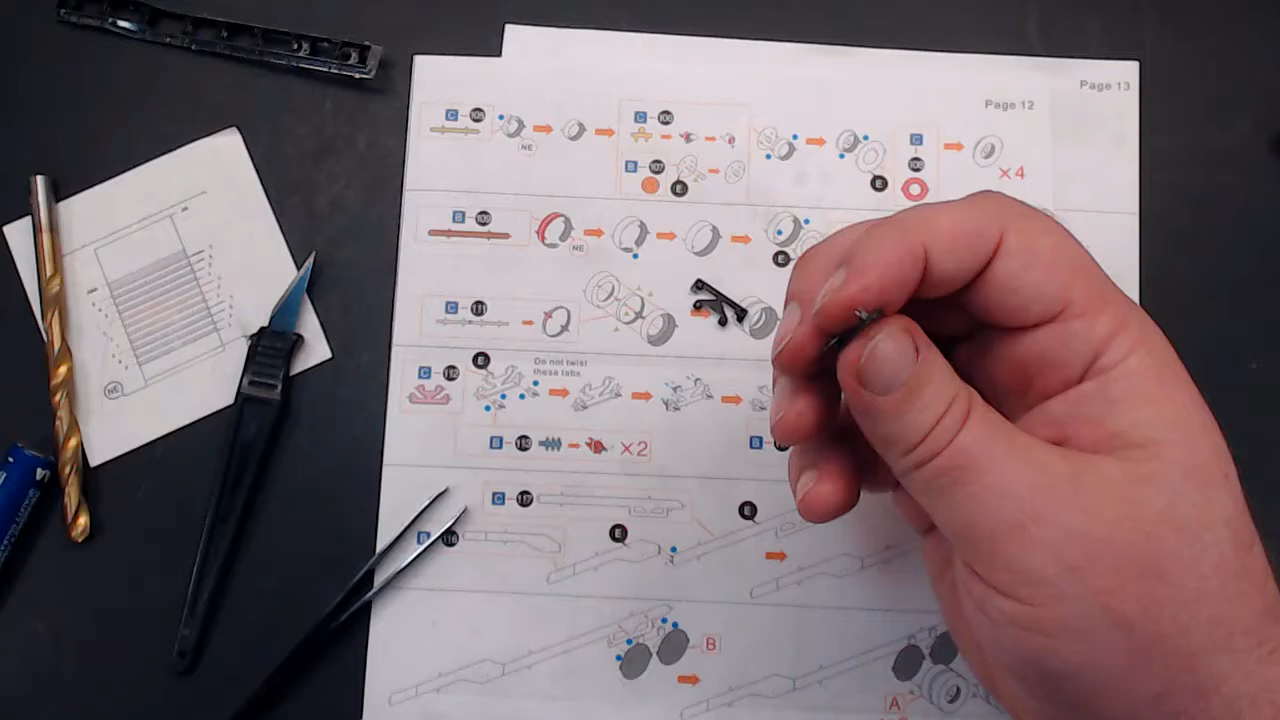 Page 13
Page 12
C 105
NE
C 106
B 107
E
E
C
108
×4
B 109
NE
E
C 111
C 112
E
Do not twist
these tabs.
B 113
×2
B
C 117
E
B 116
E
B
A
NE